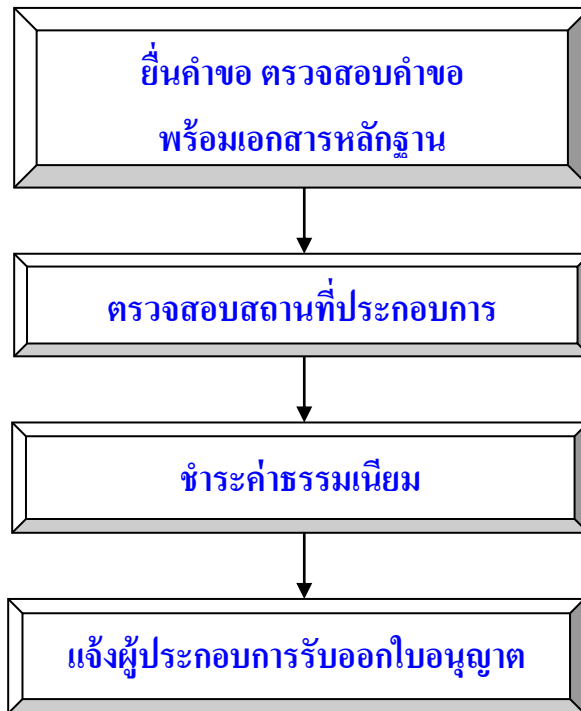 ยื่นคำขอ ตรวจสอบคำขอ
พร้อมเอกสารหลักฐาน
ตรวจสอบสถานที่ประกอบการ
ชำระค่าธรรมเนียม
แจ้งผู้ประกอบการรับออกใบอนุญาต